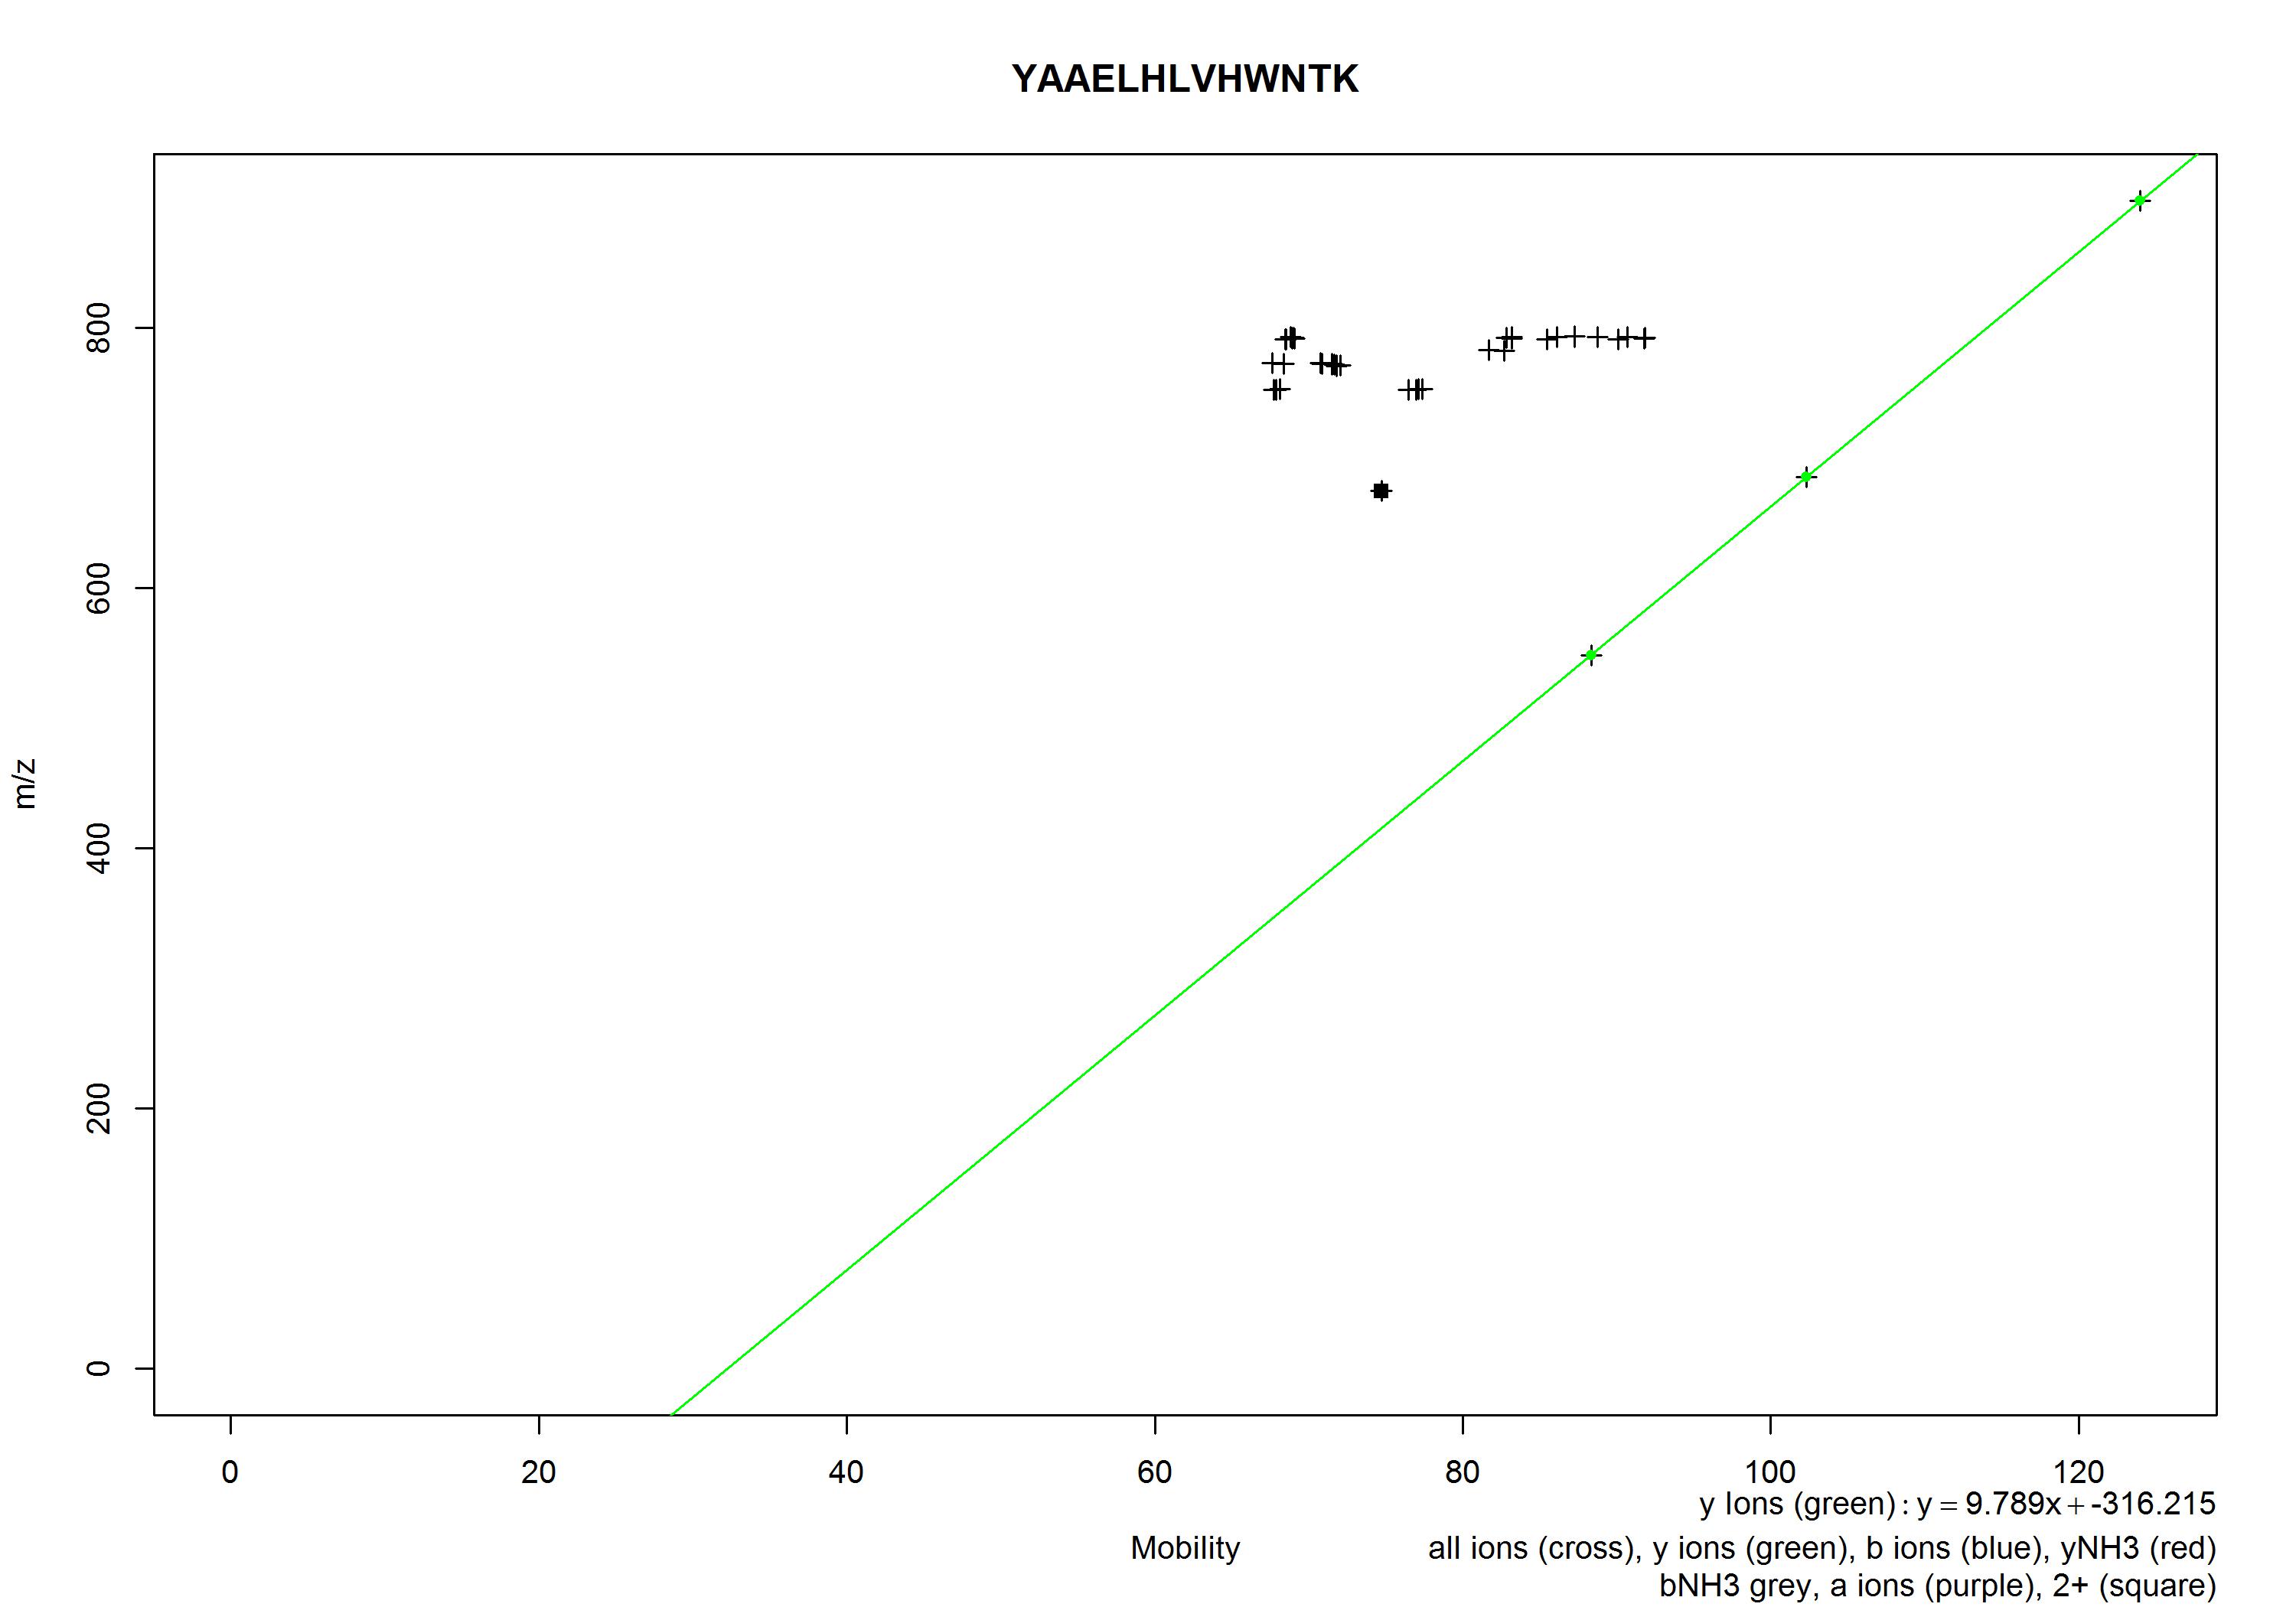 YAAELHLVHWNTK
800
600
400
200
0
m/z
0 20 40 60 80 100 120
y Ions (green) : y = 9.789x + -316.215
Mobility
all ions (cross), y ions (green), b ions (blue), yNH3 (red)
bNH3 grey, a ions (purple), 2+ (square)